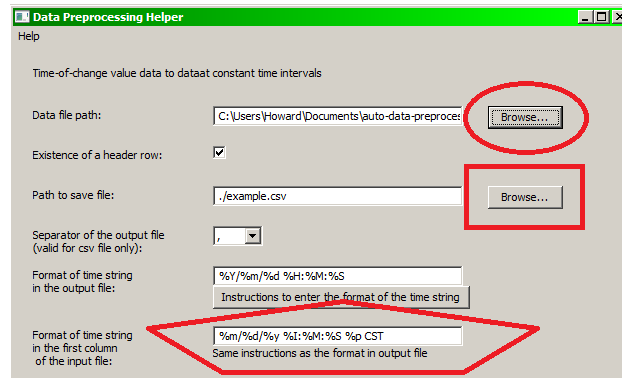 Data Preprocessing Helper
Help
Time-of-change value data to dataat constant time intervals
Data file path:
C:\Users\Howard\Documents\auto-data-preproces
Browse...
Existence of a header row:
Path to save file:
./example.csv
Browse...
Separator of the output file
(valid for csv file only):
,
Format of time string
in the output file:
%Y/%m/%d %H:%M:%S
Instructions to enter the format of the time string
Format of time string
in the first column
of the input file:
%m/%d/%y %I:%M:%S %p CST
Same instructions as the format in output file